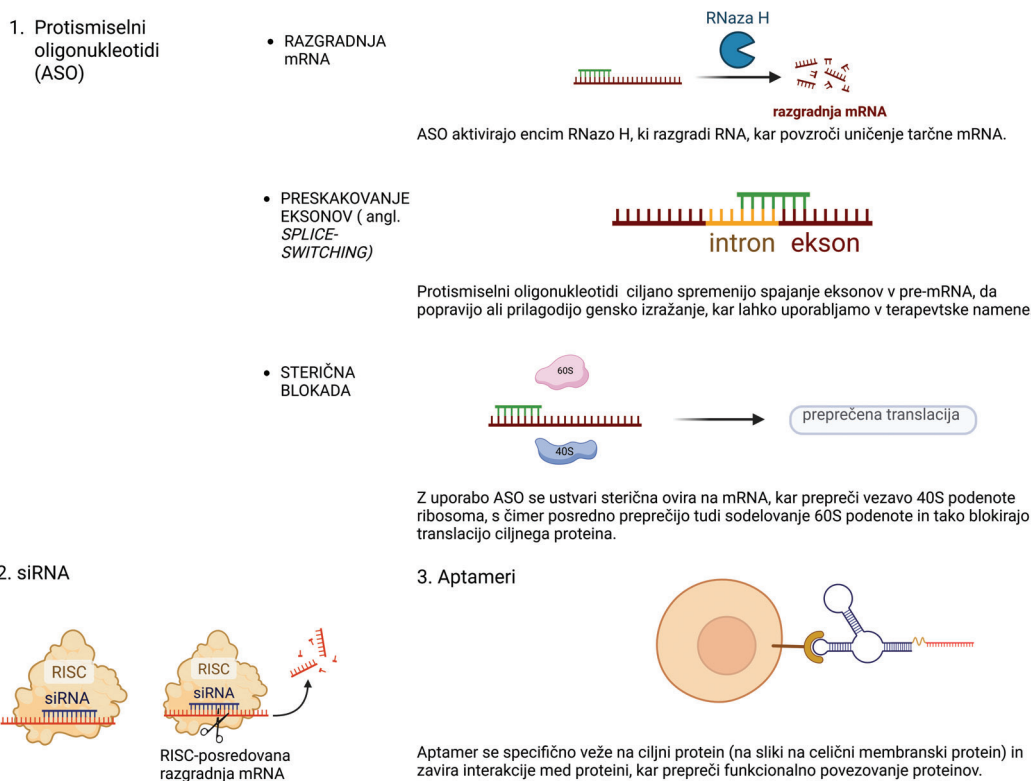 1. Protismiselni
oligonukleotidi
(ASO)
• RAZGRADNJA
mRNA
RNaza H
razgradnja mRNA
ASO aktivirajo encim RNazo H, ki razgradi RNA, kar povzroči uničenje tarčne mRNA.
• PRESKAKOVANJE
EKSONOV ( angl.
SPLICE-
SWITCHING)
intron ekson
Protismiselni oligonukleotidi ciljano spremenijo spajanje eksonov v pre-mRNA, da
popravijo ali prilagodijo gensko izražanje, kar lahko uporabljamo v terapevtske namene
• STERIČNA
BLOKADA
60S
40S
preprečena translacija
Z uporabo ASO se ustvari sterična ovira na mRNA, kar prepreči vezavo 40S podenote
ribosoma, s čimer posredno preprečijo tudi sodelovanje 60S podenote in tako blokirajo
translacijo ciljnega proteina.
2. siRNA
RISC
siRNA
RISC
siRNA
RISC-posredovana
razgradnja mRNA
3. Aptameri
Aptamer se specifično veže na ciljni protein (na sliki na celični membranski protein) in
zavira interakcije med proteini, kar prepreči funkcionalno povezovanje proteinov.